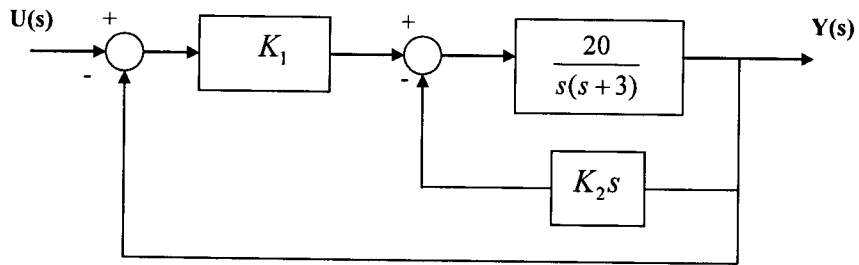 U(s)
+
-
K₁
+
-
20
s(s+3)
Y(s)
K₂s